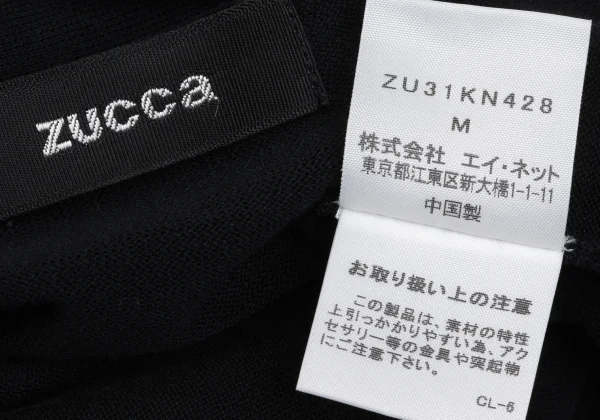 zucca
ZU31KN428
M
株式会社 エイ・ネット
東京都江東区新大橋1-1-11
中国製
お取り扱い上の注意
この製品は、素材の特性
上引っかかりやすい為、アク
セサリー等の金具や突起物
にご注意下さい。
CL-6